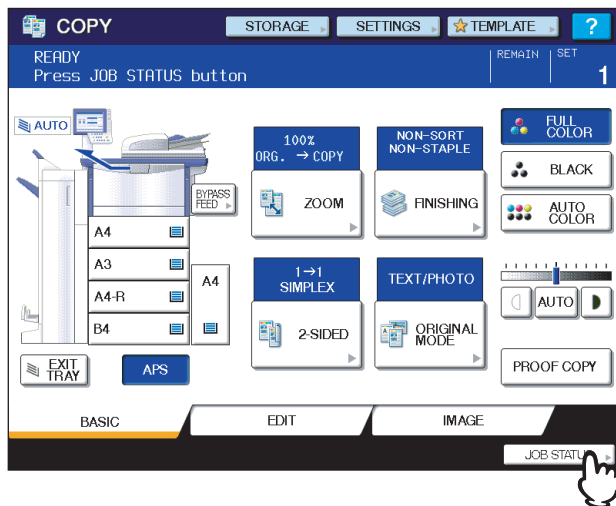 COPY
STORAGE
SETTINGS
TEMPLATE
?
READY
Press JOB STATUS button
REMAIN
SET
1
AUTO
BYPASS
FEED
A4
A3
A4-R
B4
A4
EXIT
TRAY
APS
100%
ORG. → COPY
ZOOM
NON-SORT
NON-STAPLE
FINISHING
1→1
SIMPLEX
2-SIDED
TEXT/PHOTO
ORIGINAL
MODE
FULL
COLOR
BLACK
AUTO
COLOR
AUTO
PROOF COPY
BASIC
EDIT
IMAGE
JOB STATU